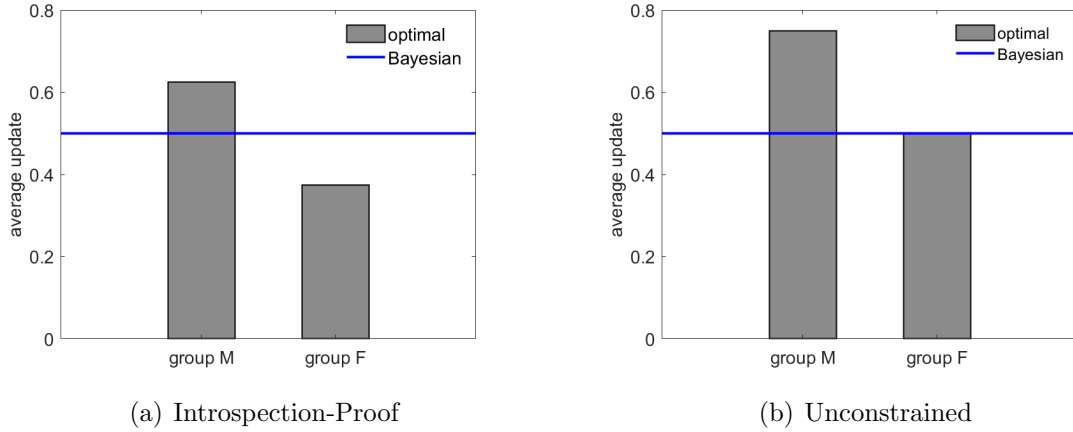 0.8
0.6
0.4
0.2
0
average update
optimal
Bayesian
group M
group F
(a) Introspection-Proof
0.8
0.6
0.4
0.2
0
average update
optimal
Bayesian
group M
group F
(b) Unconstrained